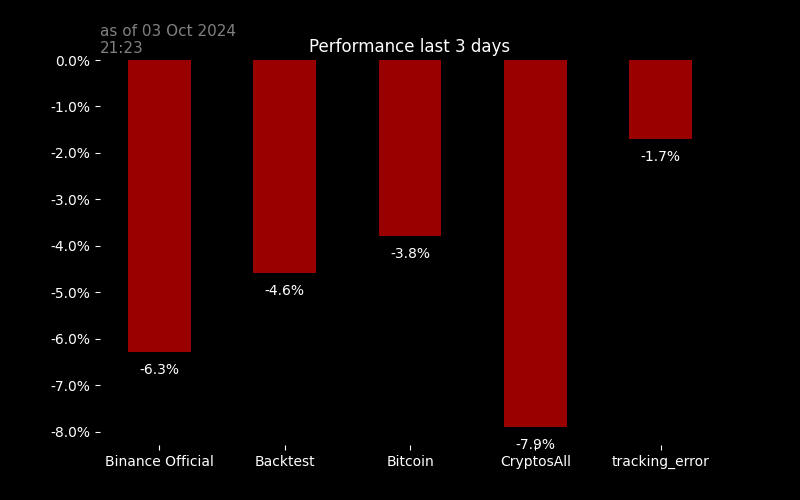 as of 03 Oct 2024
21:23
Performance last 3 days
0.0%
-1.0%
-2.0%
-3.0%
-4.0%
-5.0%
-6.0%
-7.0%
-8.0%
-6.3%
-4.6%
-3.8%
-7.9%
-1.7%
Binance Official
Backtest
Bitcoin
CryptosAll
tracking_error